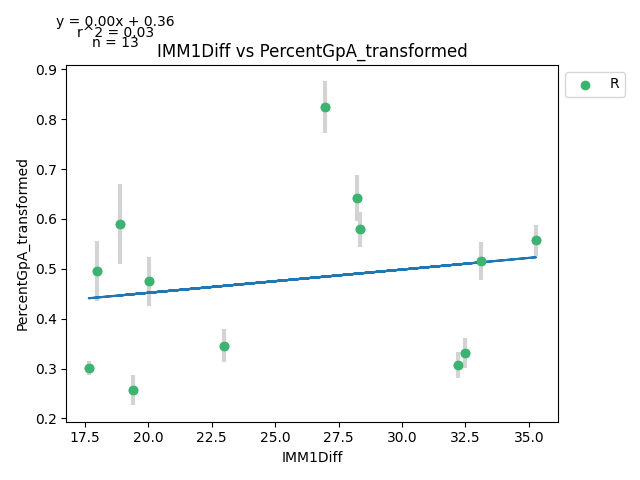 y = 0.00x + 0.36
r^2 = 0.03
n = 13
IMM1Diff vs PercentGpA_transformed
R
PercentGpA_transformed
0.9
0.8
0.7
0.6
0.5
0.4
0.3
0.2
17.5 20.0 22.5 25.0 27.5 30.0 32.5 35.0
IMM1Diff